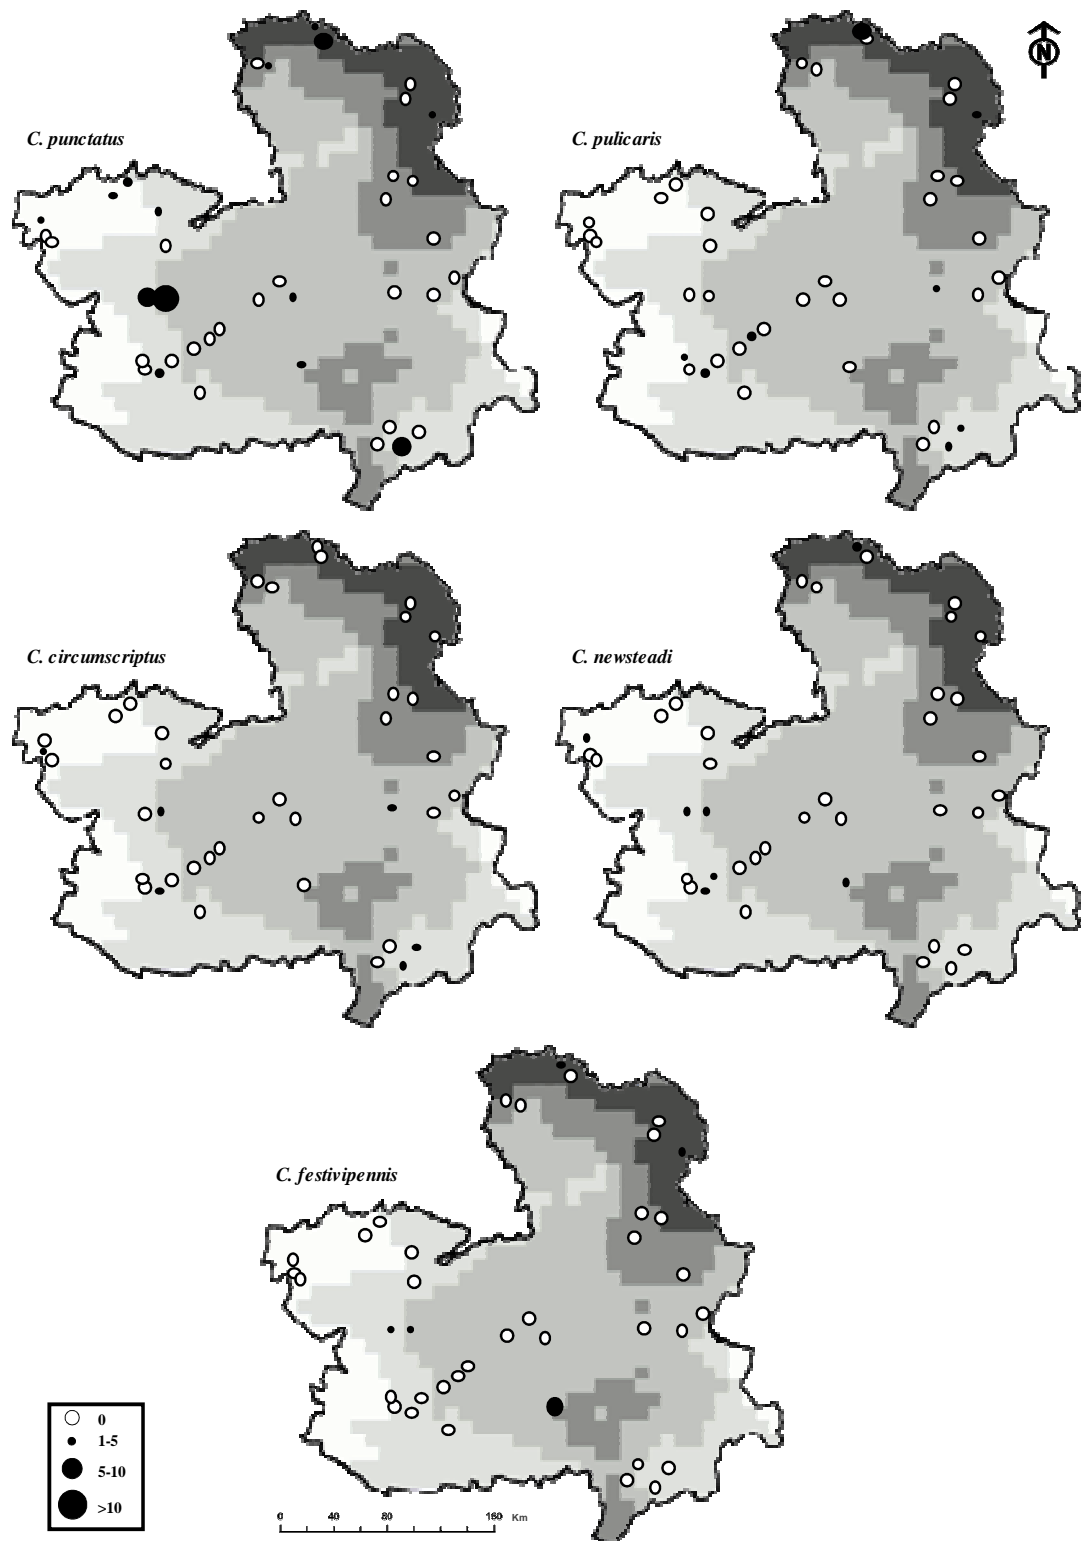 N
C. punctatus
C. pulicaris
C. circumscriptus
C. newsteadi
C. festivipennis
0
1-5
5-10
>10
0 40 80 160 Km